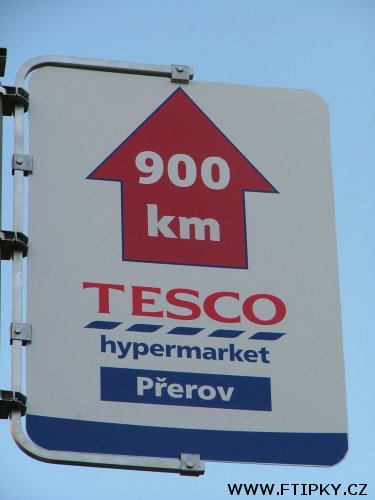 900
km
TESCO
hypermarket
Přerov
WWW.FTIPKY.CZ